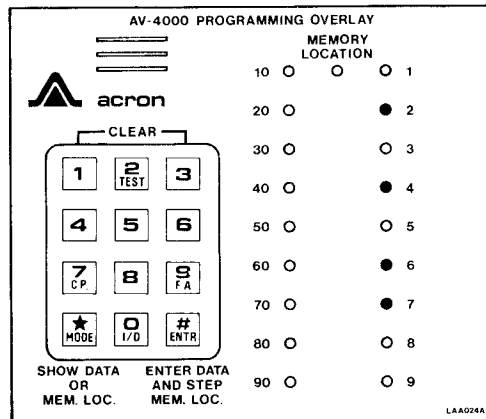 AV-4000 PROGRAMMING OVERLAY
MEMORY
LOCATION
10 1
acron
20 2
CLEAR
30 3
1 2 3
TEST
40 4
4 5 6
50 5
7 8 9
C.P. F.A.
60 6
70 7
★ 0 #
MODE I/D ENTR
80 8
SHOW DATA ENTER DATA
OR AND STEP
MEM. LOC. MEM. LOC.
90 9
LAA024A